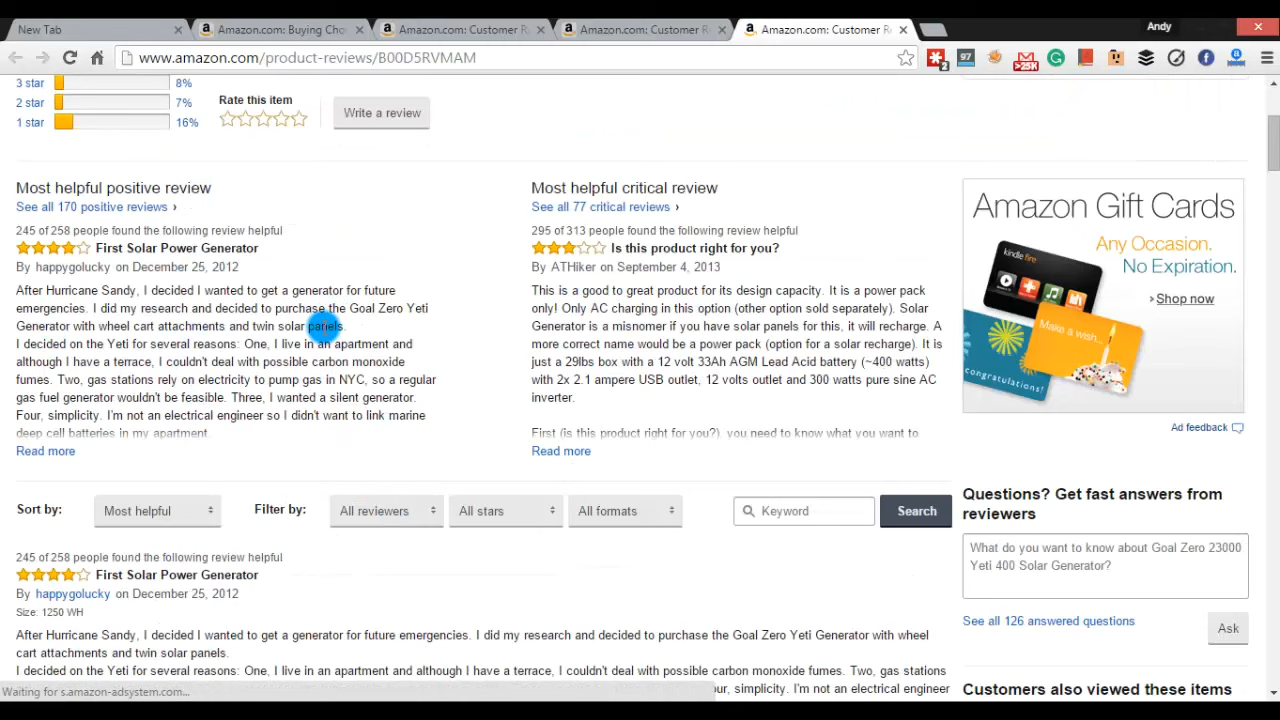 New Tab
Amazon.com: Buying Cho
Amazon.com: Customer R
Amazon.com: Customer R
Amazon.com: Customer R
Andy
www.amazon.com/product-reviews/B00D5RVMAM
2
97
>25K
3 star 8%
2 star 7%
1 star 16%
Rate this item
Write a review
Most helpful positive review
See all 170 positive reviews ›
245 of 258 people found the following review helpful
First Solar Power Generator
By happygolucky on December 25, 2012
After Hurricane Sandy, I decided I wanted to get a generator for future
emergencies. I did my research and decided to purchase the Goal Zero Yeti
Generator with wheel cart attachments and twin solar panels.
I decided on the Yeti for several reasons: One, I live in an apartment and
although I have a terrace, I couldn't deal with possible carbon monoxide
fumes. Two, gas stations rely on electricity to pump gas in NYC, so a regular
gas fuel generator wouldn't be feasible. Three, I wanted a silent generator.
Four, simplicity. I'm not an electrical engineer so I didn't want to link marine
deep cell batteries in my apartment.
Read more
Most helpful critical review
See all 77 critical reviews ›
295 of 313 people found the following review helpful
Is this product right for you?
By ATHiker on September 4, 2013
This is a good to great product for its design capacity. It is a power pack
only! Only AC charging in this option (other option sold separately). Solar
Generator is a misnomer if you have solar panels for this, it will recharge. A
more correct name would be a power pack (option for a solar recharge). It is
just a 29lbs box with a 12 volt 33Ah AGM Lead Acid battery (~400 watts)
with 2x 2.1 ampere USB outlet, 12 volts outlet and 300 watts pure sine AC
inverter.
First (is this product right for you?), you need to know what you want to
Read more
Amazon Gift Cards
Any Occasion.
No Expiration.
›Shop now
kindle fire
Make a wish...
congratulations!
Ad feedback
Sort by: Most helpful Filter by: All reviewers All stars All formats Keyword Search
245 of 258 people found the following review helpful
First Solar Power Generator
By happygolucky on December 25, 2012
Size: 1250 WH
After Hurricane Sandy, I decided I wanted to get a generator for future emergencies. I did my research and decided to purchase the Goal Zero Yeti Generator with wheel
cart attachments and twin solar panels.
I decided on the Yeti for several reasons: One, I live in an apartment and although I have a terrace, I couldn't deal with possible carbon monoxide fumes. Two, gas stations
our, simplicity. I'm not an electrical engineer
Questions? Get fast answers from
reviewers
What do you want to know about Goal Zero 23000
Yeti 400 Solar Generator?
See all 126 answered questions
Ask
Customers also viewed these items
Waiting for s.amazon-adsystem.com...